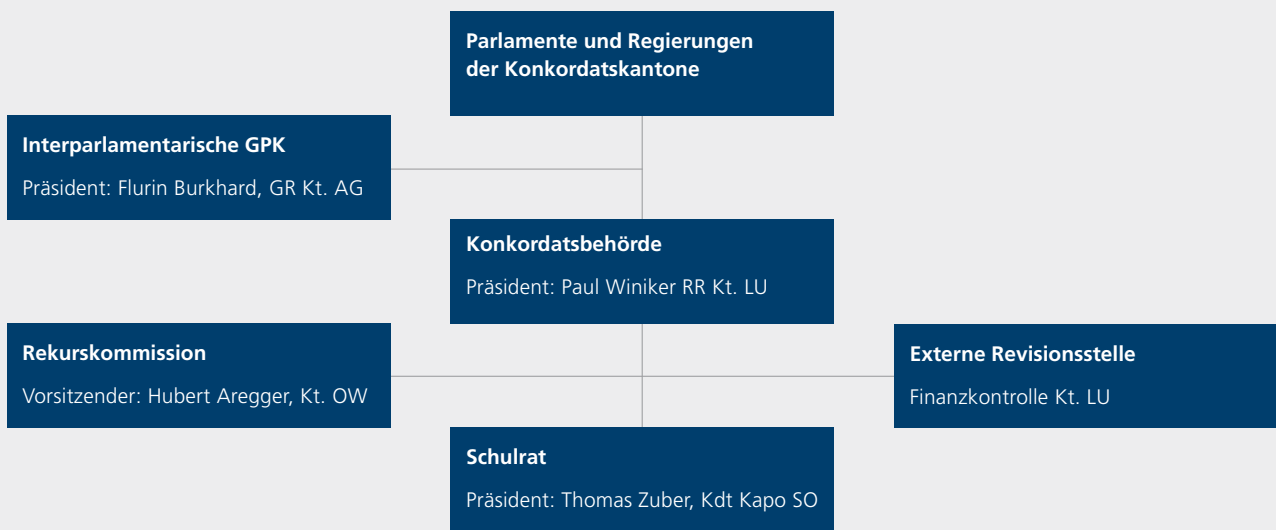 Parlamente und Regierungen
der Konkordatskantone
Interparlamentarische GPK
Präsident: Flurin Burkhard, GR Kt. AG
Konkordatsbehörde
Präsident: Paul Winiker RR Kt. LU
Rekurskommission
Vorsitzender: Hubert Aregger, Kt. OW
Externe Revisionsstelle
Finanzkontrolle Kt. LU
Schulrat
Präsident: Thomas Zuber, Kdt Kapo SO